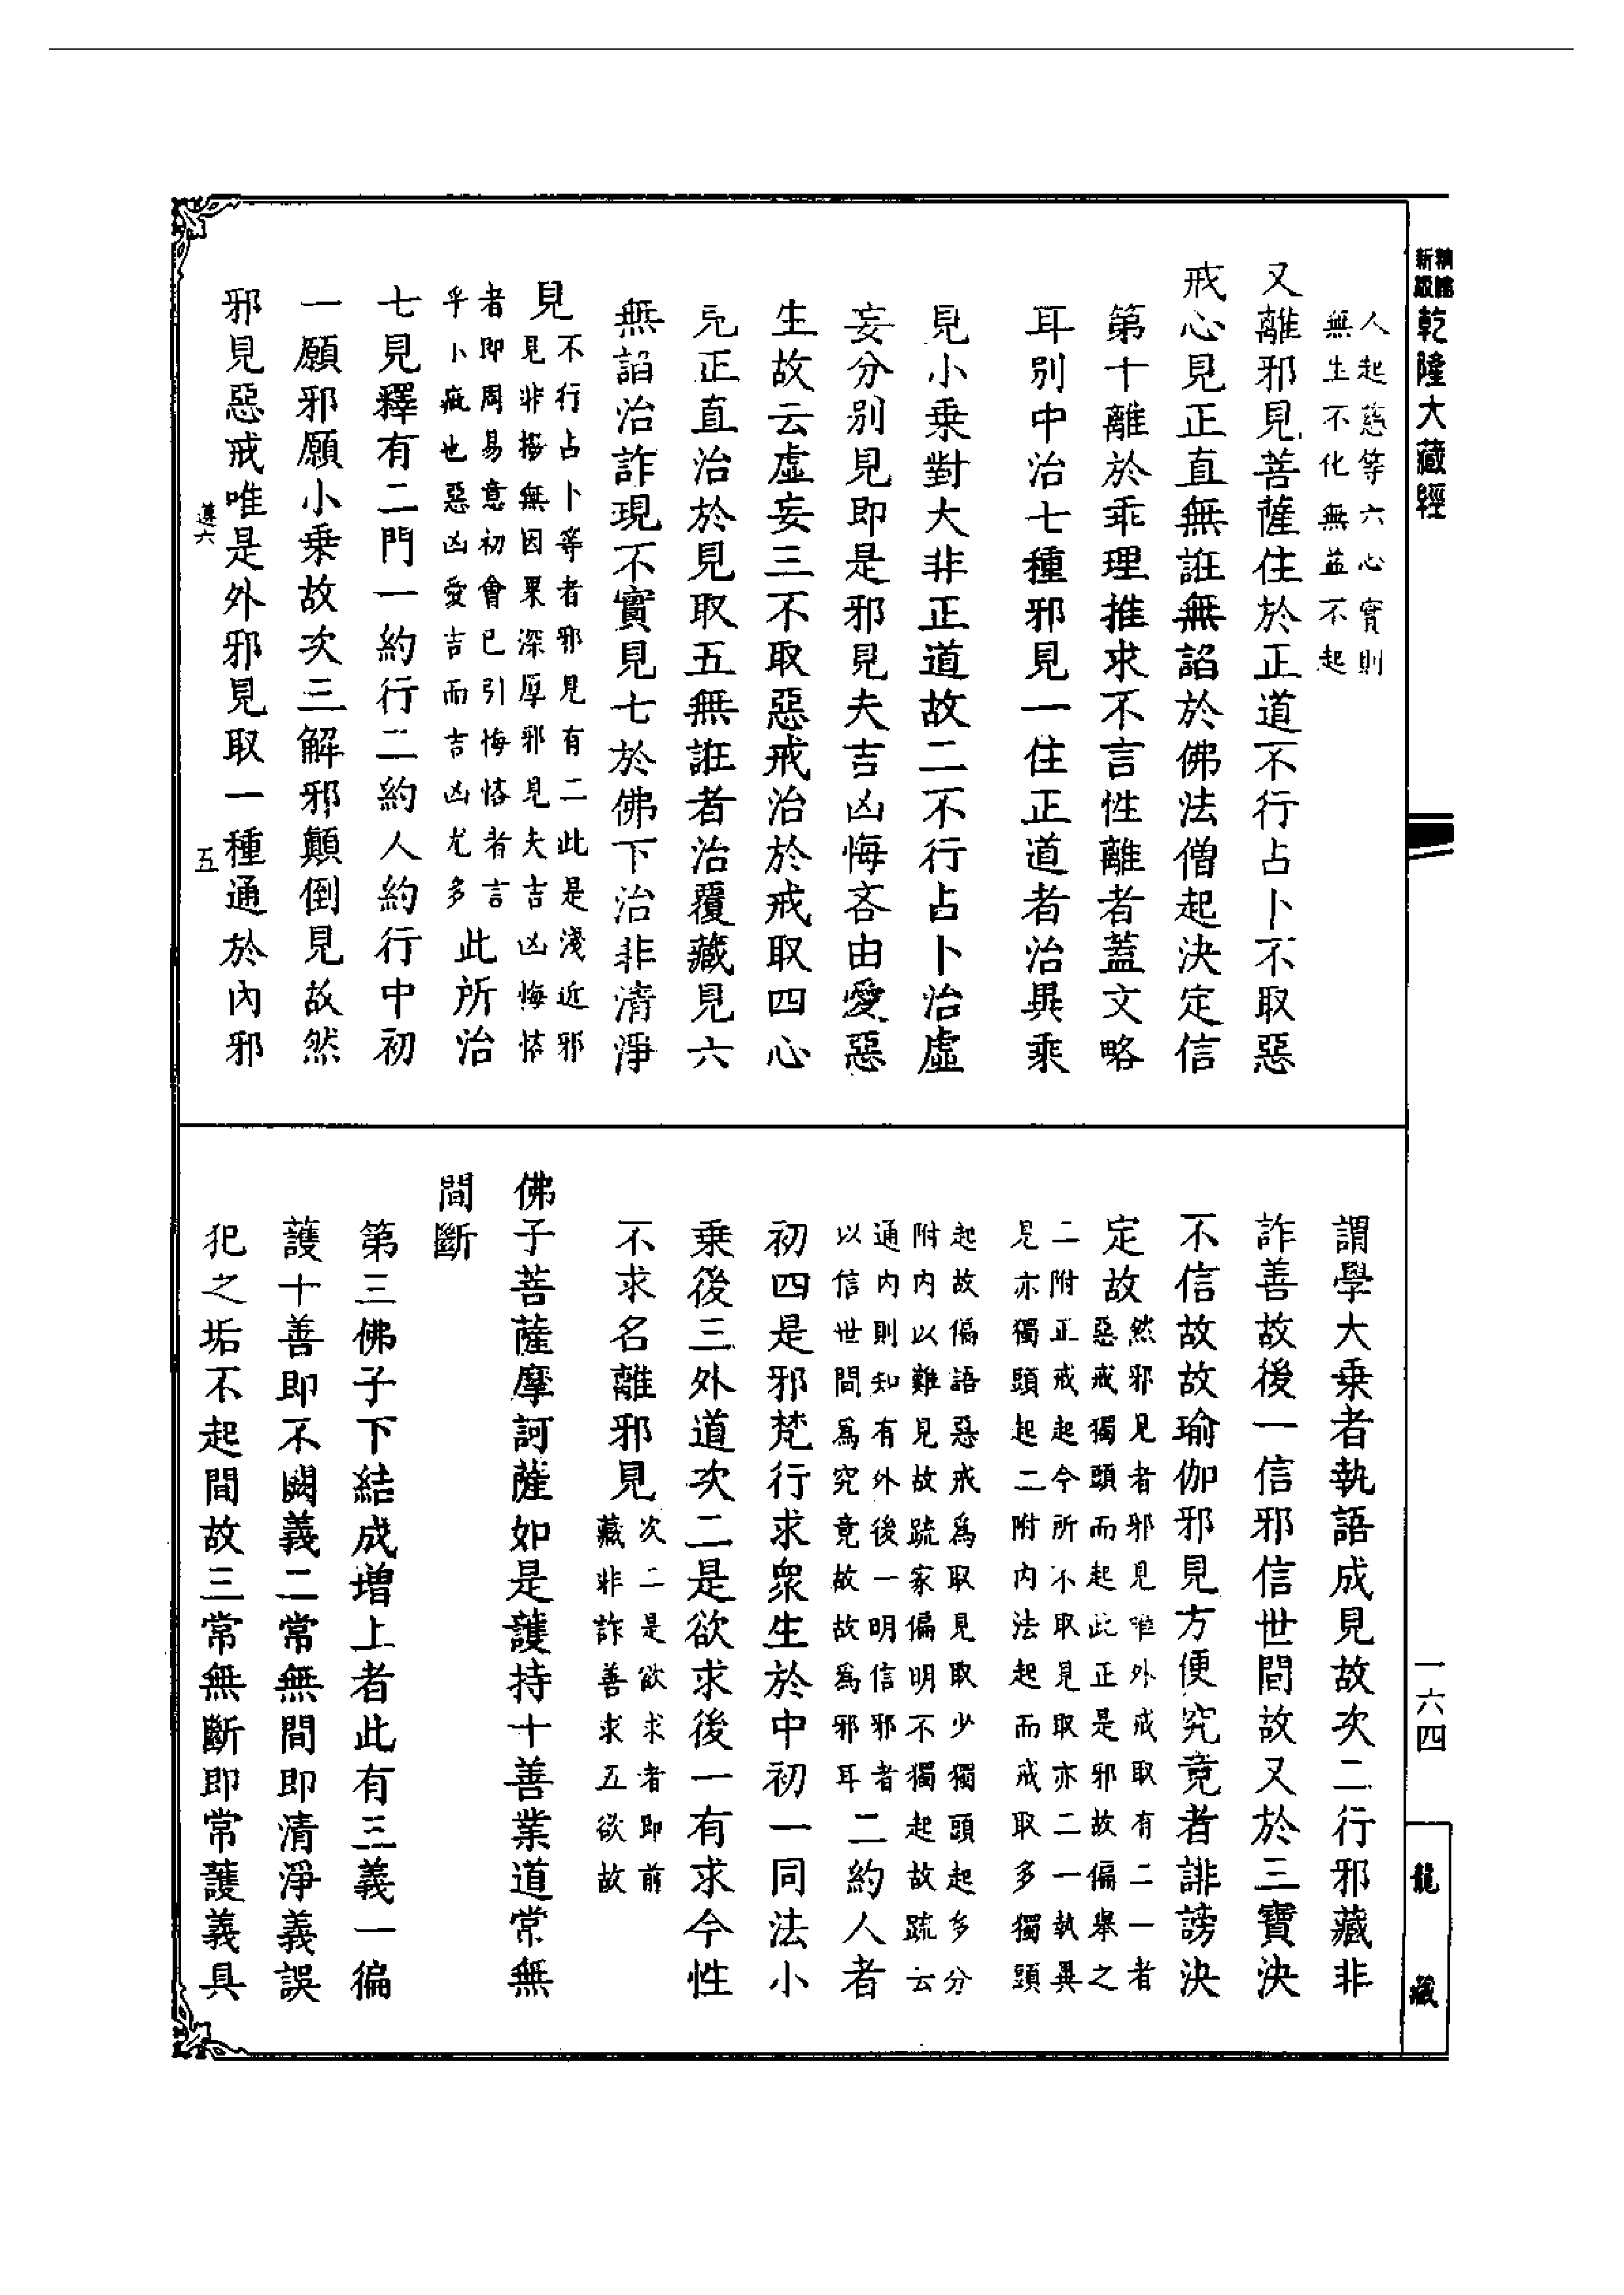 新編縮版
乾隆大藏經
人起慈等六心實則
無生不化無益不起
又離邪見菩薩住於正道不行占卜不取惡
戒心見正直無誑無諂於佛法僧起決定信
第十離於乖理推求不言性離者蓋文略
耳別中治七種邪見一住正道者治異乘
見小乘對大非正道故二不行占卜治虛
妄分別見即是邪見夫吉凶悔吝由愛惡
生故云虛妄三不取惡戒治於戒取四心
見正直治於見取五無誑者治覆藏見六
無諂治詐現不實見七於佛下治非清淨
見
不行占卜等者邪見有二此是淺近邪
見非撥無因果深厚邪見夫吉凶悔悋
者即周易意初會已引悔悋者言
乎卜疵也惡凶愛吉而吉凶尤多
此所治
七見釋有二門一約行二約人約行中初
一願邪願小乘故次三解邪顛倒見故然
邪見惡戒唯是外邪見取一種通於內邪
遵六
五
謂學大乘者執語成見故次二行邪藏非
詐善故後一信邪信世間故又於三寶決
不信故故瑜伽邪見方便究竟者誹謗決
定故
然邪見者邪見唯外戒取有二一者
惡戒獨頭而起此正是邪故偏舉之
二附正戒起今所不取見取亦二一執異
見亦獨頭起二附內法起而戒取多獨頭
起故偏語惡戒為取見取少獨頭起多分
附內以難見故疏家偏明不獨起故疏云
通內則知有外後一明信邪者
以信世間為究竟故故為邪耳
二約人者
初四是邪梵行求眾生於中初一同法小
乘後三外道次二是欲求後一有求今性
不求名離邪見
次二是欲求者即前
藏非詐善求五欲故
佛子菩薩摩訶薩如是護持十善業道常無
間斷
第三佛子下結成增上者此有三義一徧
護十善即不闕義二常無間即清淨義誤
犯之垢不起間故三常無斷即常護義具
一六四
龍藏